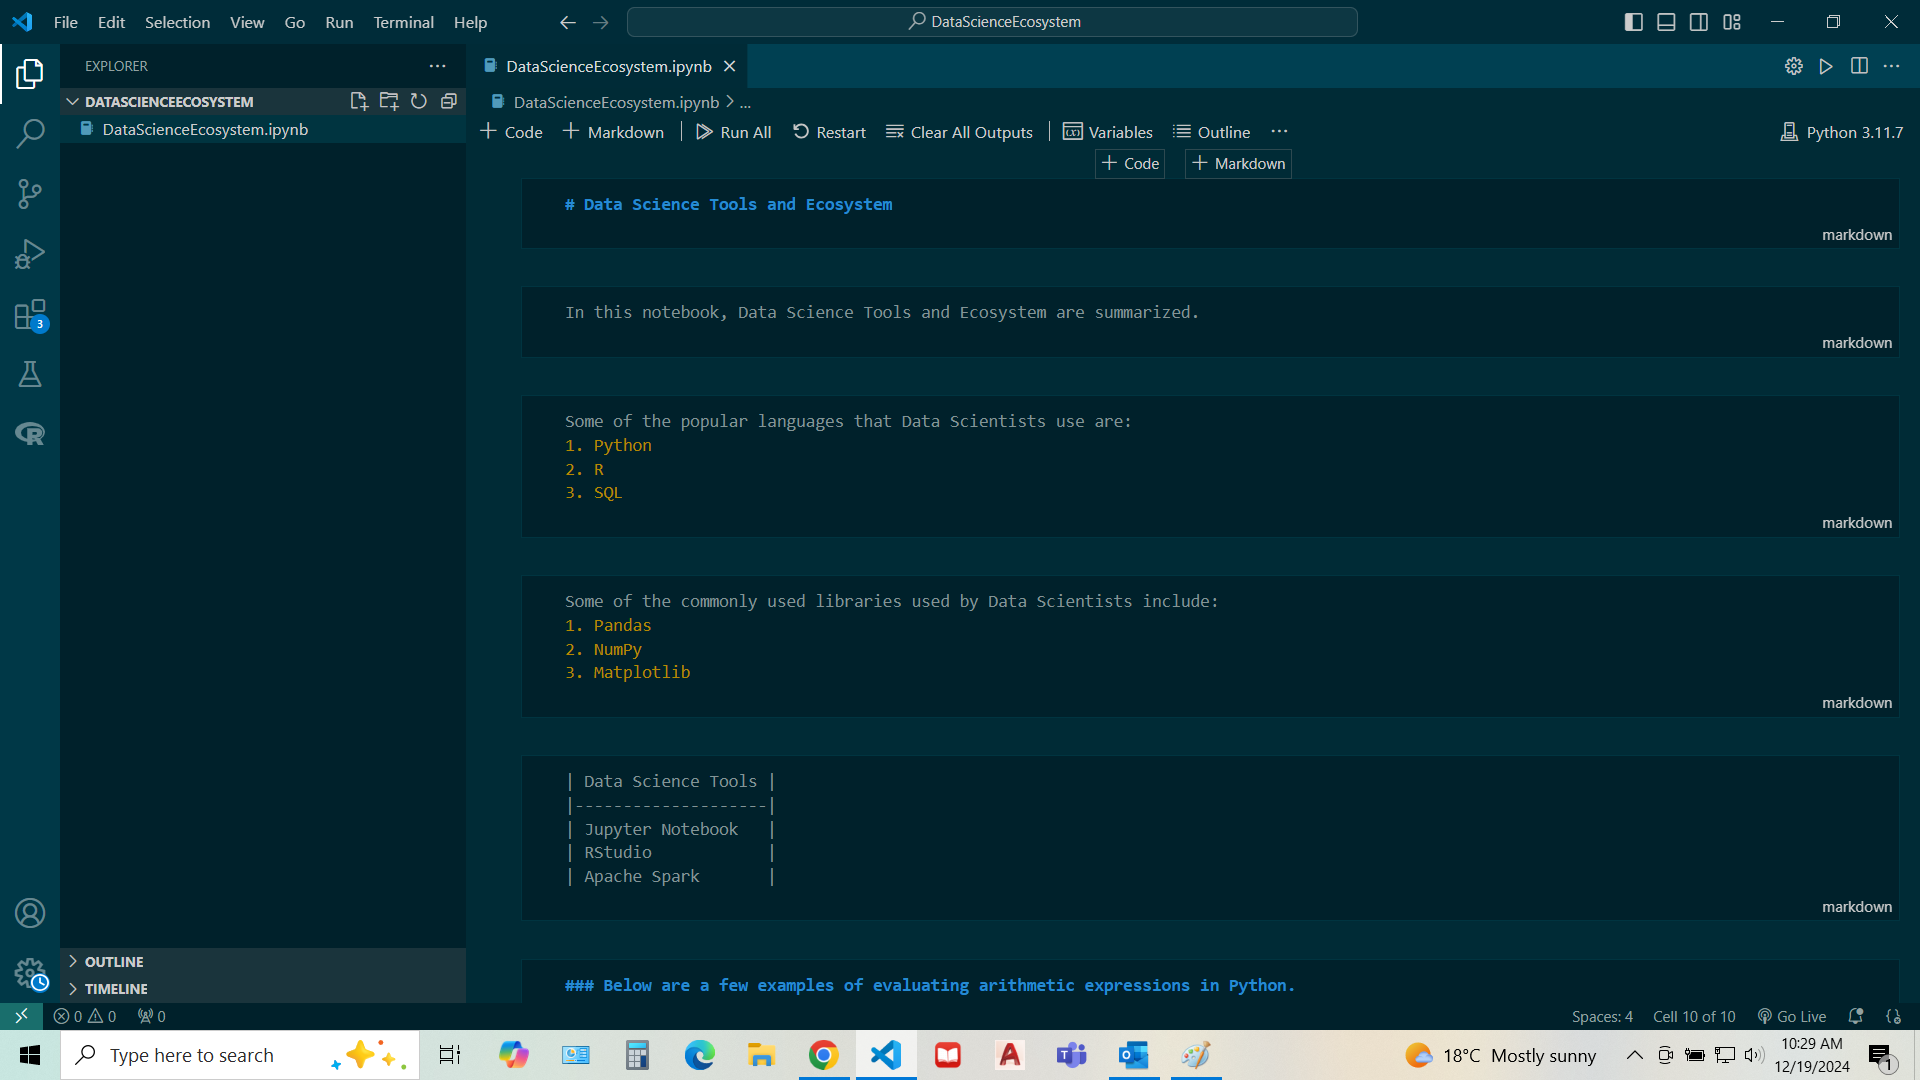 File Edit Selection View Go Run Terminal Help
DataScienceEcosystem
EXPLORER
DATASCIENCEECOSYSTEM
DataScienceEcosystem.ipynb
OUTLINE
TIMELINE
3
DataScienceEcosystem.ipynb
DataScienceEcosystem.ipynb > ...
+ Code + Markdown | Run All Restart Clear All Outputs | Variables Outline ...
Python 3.11.7
+ Code + Markdown
# Data Science Tools and Ecosystem
markdown
In this notebook, Data Science Tools and Ecosystem are summarized.
markdown
Some of the popular languages that Data Scientists use are:
1. Python
2. R
3. SQL
markdown
Some of the commonly used libraries used by Data Scientists include:
1. Pandas
2. NumPy
3. Matplotlib
markdown
| Data Science Tools |
|--------------------|
| Jupyter Notebook   |
| RStudio            |
| Apache Spark       |
markdown
### Below are a few examples of evaluating arithmetic expressions in Python.
0 0 0
Spaces: 4 Cell 10 of 10 Go Live
Type here to search
18°C Mostly sunny
10:29 AM
12/19/2024
1